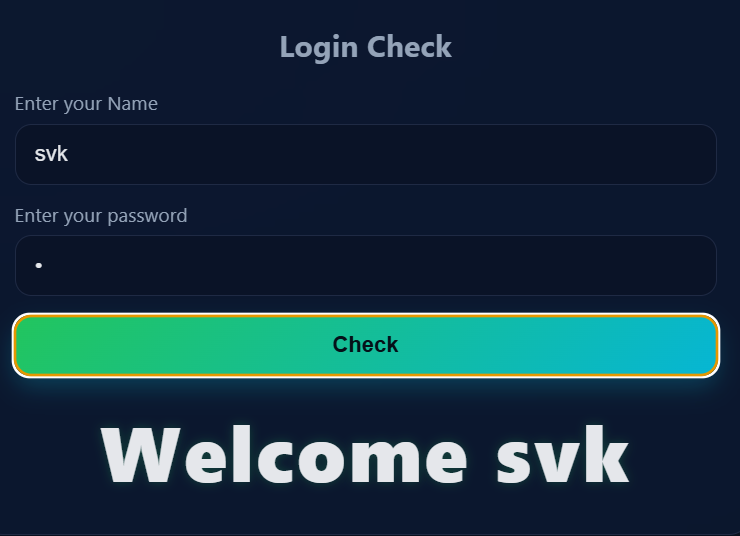 Login Check
Enter your Name
svk
Enter your password
•
Check
Welcome svk